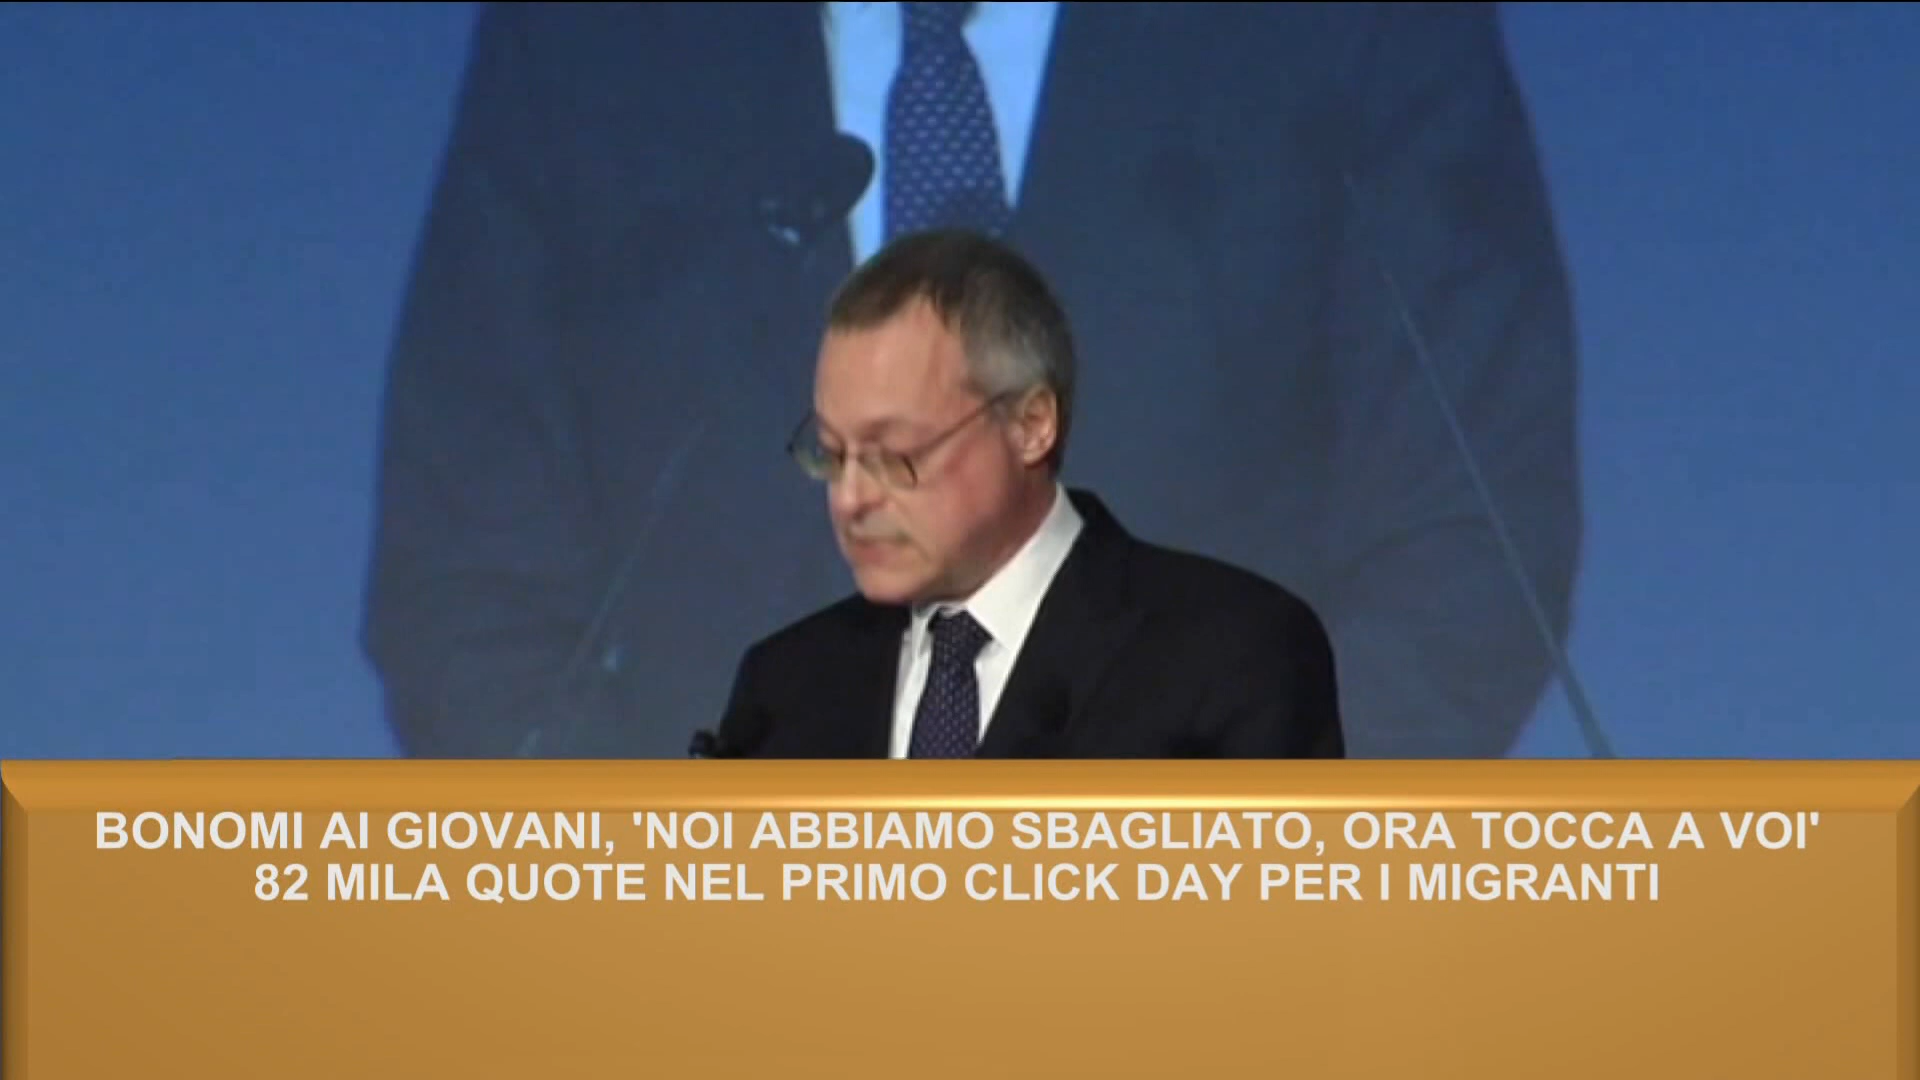 BONOMI AI GIOVANI, 'NOI ABBIAMO SBAGLIATO, ORA TOCCA A VOI'
82 MILA QUOTE NEL PRIMO CLICK DAY PER I MIGRANTI